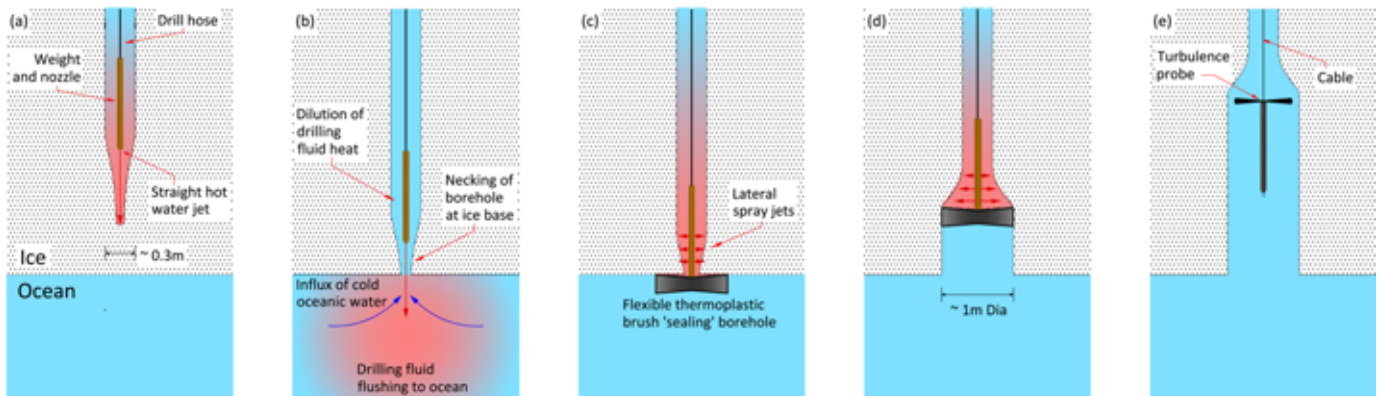 (a)
Drill hose
Weight
and nozzle
Straight hot
water jet
~ 0.3m
Ice
Ocean
(b)
Dilution of
drilling
fluid heat
Necking of
borehole
at ice base
Influx of cold
oceanic water
Drilling fluid
flushing to ocean
(c)
Lateral
spray jets
Flexible thermoplastic
brush 'sealing' borehole
(d)
~ 1m Dia
(e)
Turbulence
probe
Cable